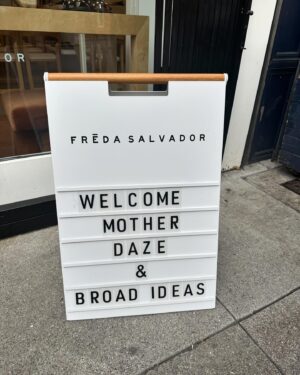 FRĒDA SALVADOR
WELCOME
MOTHER
DAZE
&
BROAD IDEAS